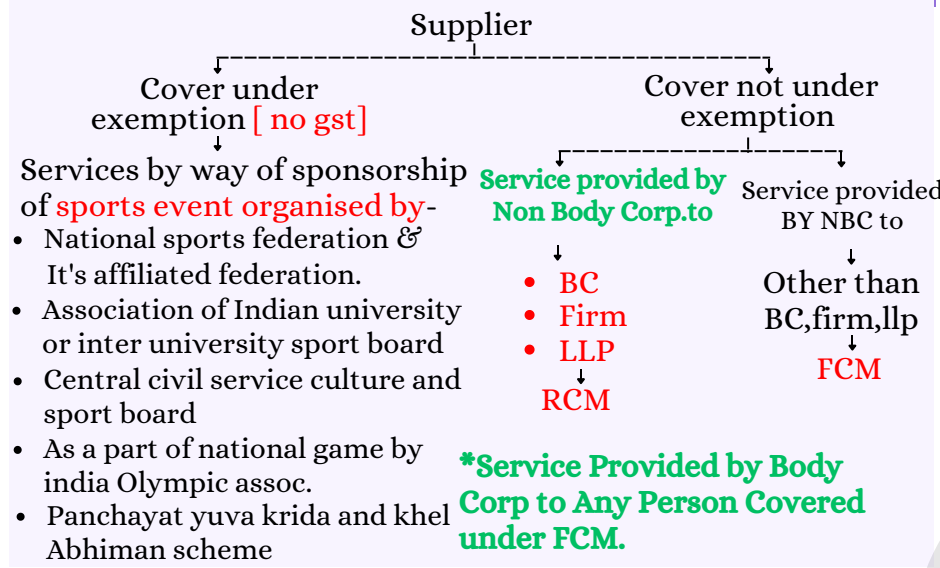 Supplier
Cover under
exemption [ no gst]
Services by way of sponsorship
of sports event organised by-
• National sports federation &
It's affiliated federation.
• Association of Indian university
or inter university sport board
• Central civil service culture and
sport board
• As a part of national game by
india Olympic assoc.
• Panchayat yuva krida and khel
Abhiman scheme
Cover not under
exemption
Service provided by
Non Body Corp.to
• BC
• Firm
• LLP
RCM
Service provided
BY NBC to
Other than
BC,firm,llp
FCM
*Service Provided by Body
Corp to Any Person Covered
under FCM.